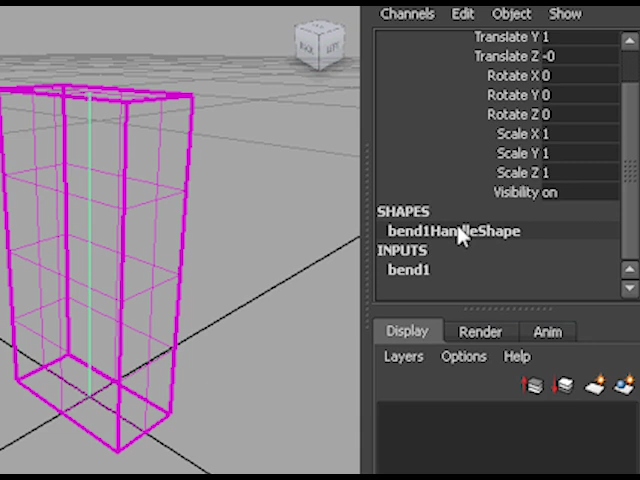 Channels Edit Object Show
Translate Y 1
Translate Z -0
Rotate X 0
Rotate Y 0
Rotate Z 0
Scale X 1
Scale Y 1
Scale Z 1
Visibility on
SHAPES
bend1HandleShape
INPUTS
bend1
Display Render Anim
Layers Options Help